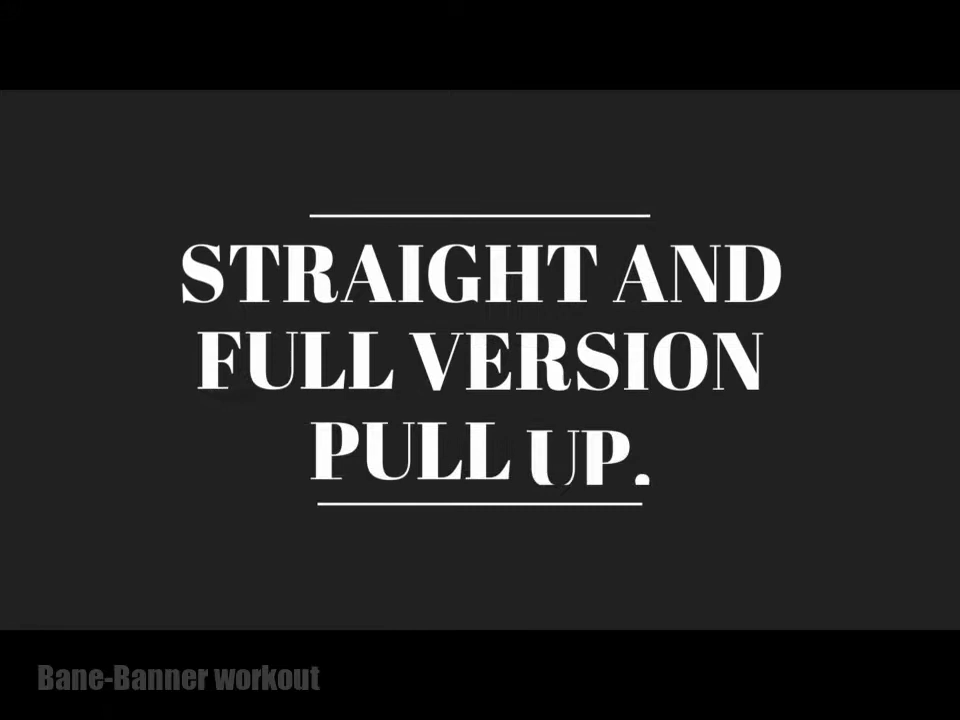 STRAIGHT AND
FULL VERSION
PULL UP.
Bane-Banner workout